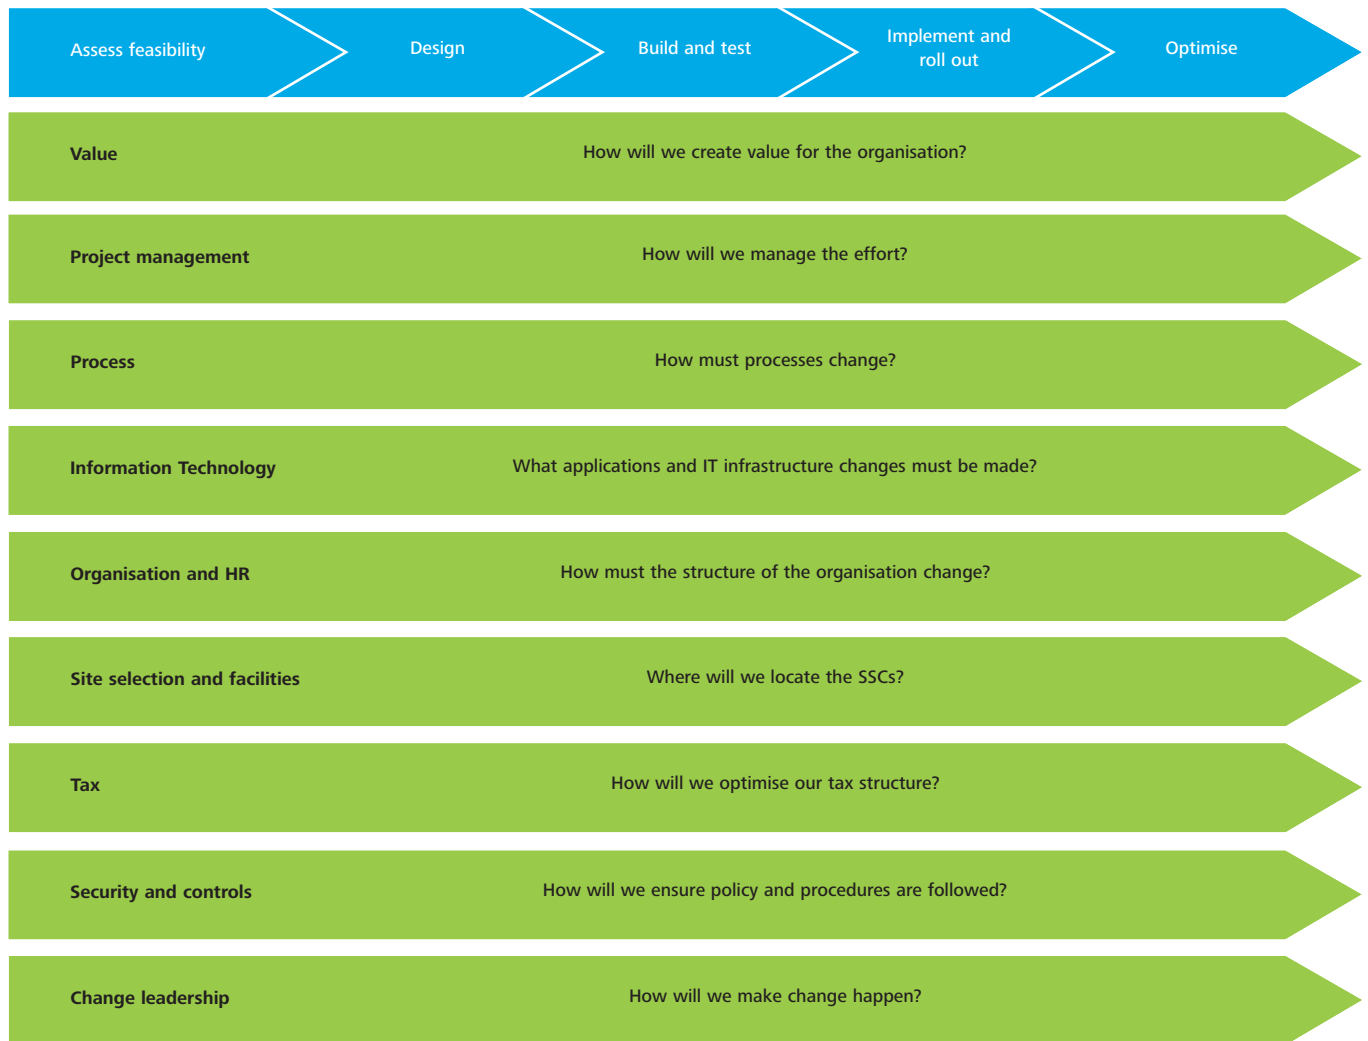 Assess feasibility
Design
Build and test
Implement and
roll out
Optimise
Value
How will we create value for the organisation?
Project management
How will we manage the effort?
Process
How must processes change?
Information Technology
What applications and IT infrastructure changes must be made?
Organisation and HR
How must the structure of the organisation change?
Site selection and facilities
Where will we locate the SSCs?
Tax
How will we optimise our tax structure?
Security and controls
How will we ensure policy and procedures are followed?
Change leadership
How will we make change happen?